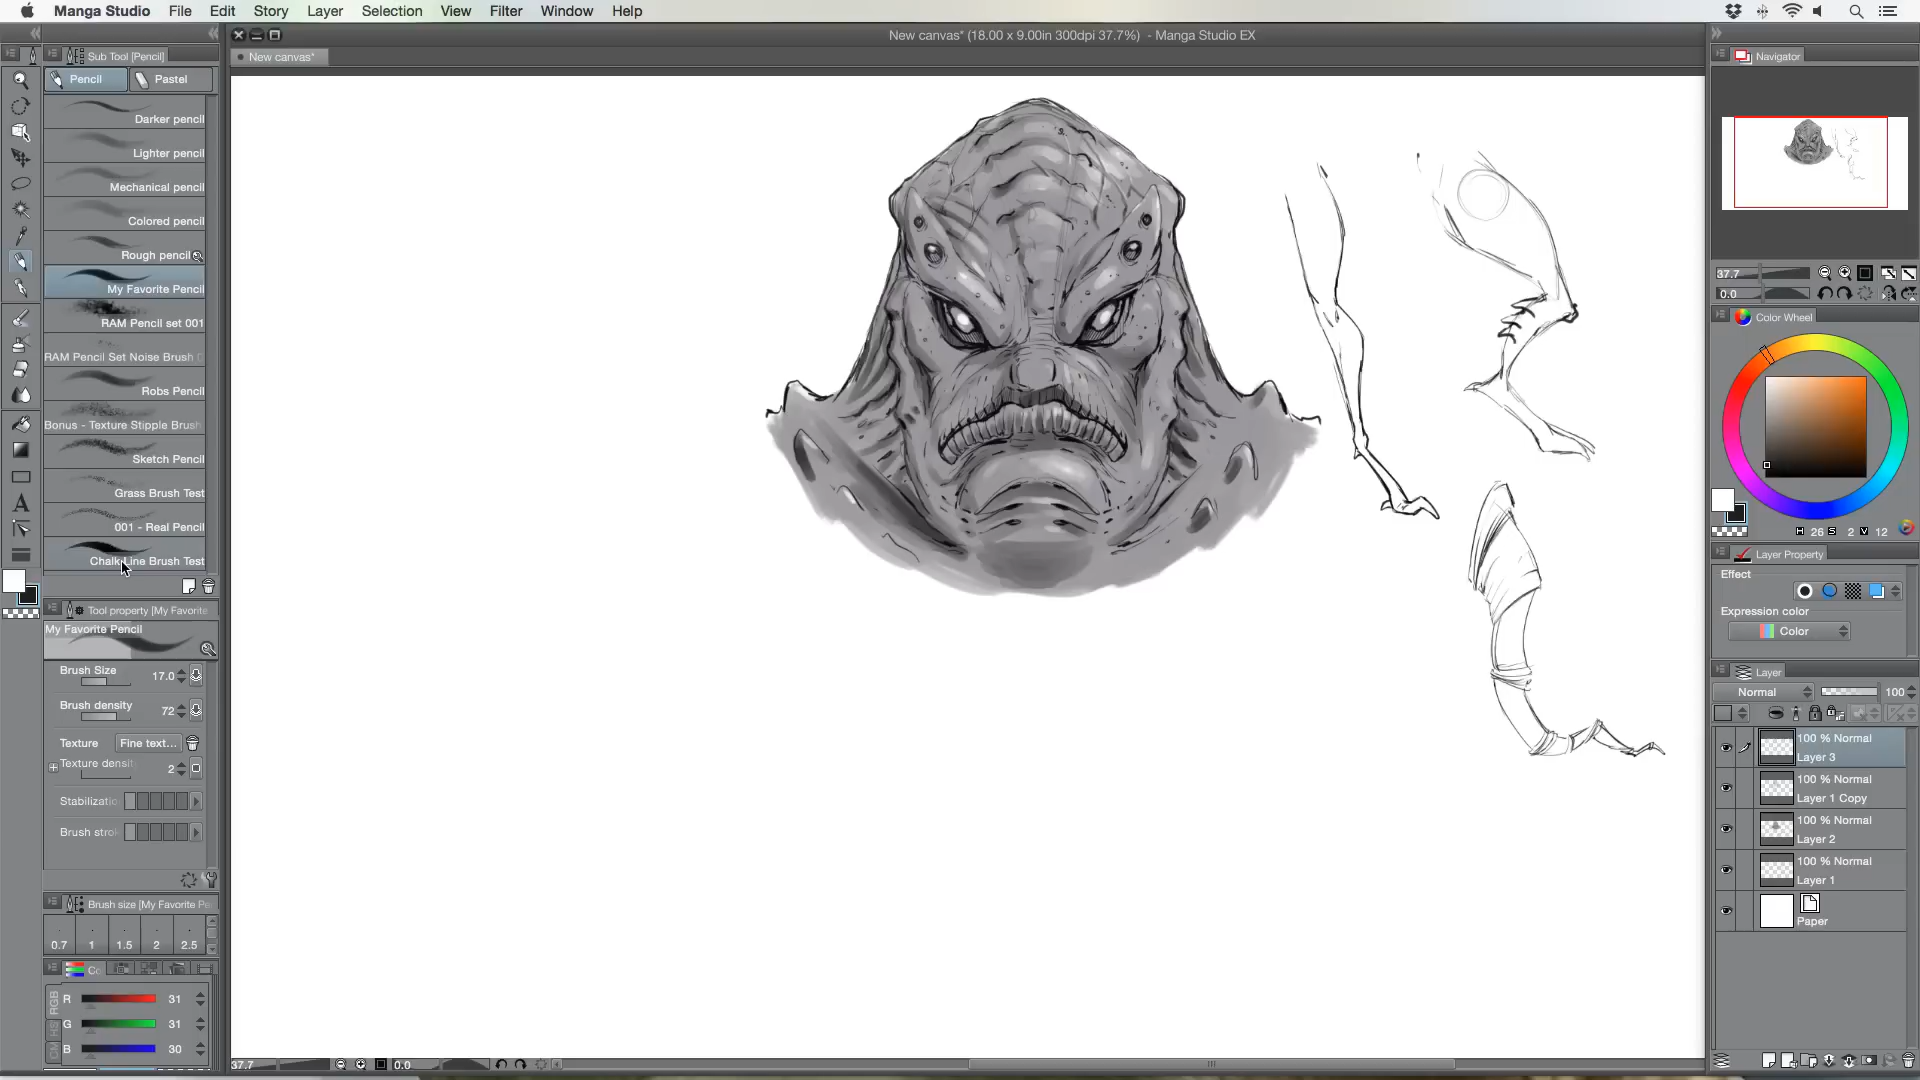 Manga Studio File Edit Story Layer Selection View Filter Window Help
New canvas* (18.00 x 9.00in 300dpi 37.7%) - Manga Studio EX
New canvas*
Sub Tool [Pencil]
Pencil Pastel
Darker pencil
Lighter pencil
Mechanical pencil
Colored pencil
Rough pencil
My Favorite Pencil
RAM Pencil set 001
RAM Pencil Set Noise Brush
Robs Pencil
Bonus - Texture Stipple Brush
Sketch Pencil
Grass Brush Test
001 - Real Pencil
Chalk Line Brush Test
Tool property [My Favorite
My Favorite Pencil
Brush Size 17.0
Brush density 72
Texture Fine text...
Texture densit 2
Stabilizatio
Brush strok
Brush size [My Favorite Pe
0.7 1 1.5 2 2.5
Co
RGB
R 31
G 31
B 30
37.7 0.0
Navigator
37.7
0.0
Color Wheel
H 26 S 2 V 12
Layer Property
Effect
Expression color
Color
Layer
Normal 100
100 % Normal
Layer 3
100 % Normal
Layer 1 Copy
100 % Normal
Layer 2
100 % Normal
Layer 1
Paper